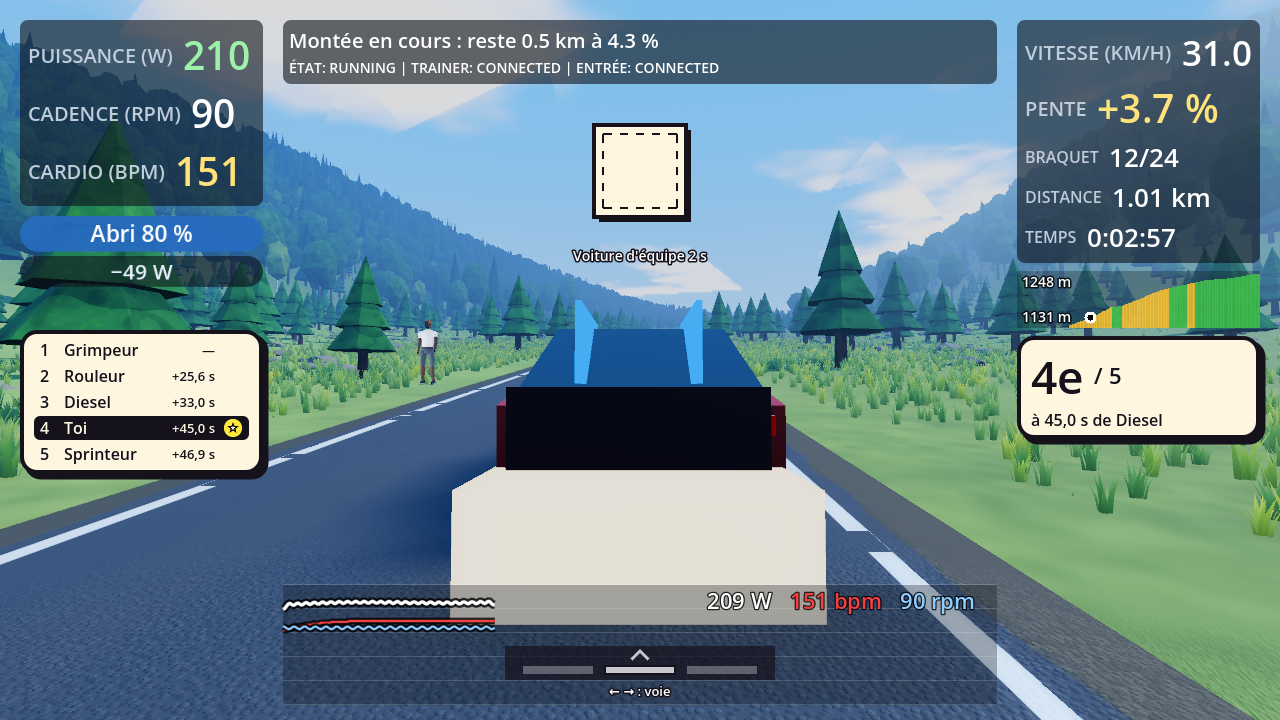 PUISSANCE (W) 210
CADENCE (RPM) 90
CARDIO (BPM) 151
Abri 80 %
−49 W
1 Grimpeur —
2 Rouleur +25,6 s
3 Diesel +33,0 s
4 Toi +45,0 s
5 Sprinteur +46,9 s
Montée en cours : reste 0.5 km à 4.3 %
ÉTAT: RUNNING | TRAINER: CONNECTED | ENTRÉE: CONNECTED
Voiture d'équipe 2 s
VITESSE (KM/H) 31.0
PENTE +3.7 %
BRAQUET 12/24
DISTANCE 1.01 km
TEMPS 0:02:57
1248 m
1131 m
4e / 5
à 45,0 s de Diesel
209 W 151 bpm 90 rpm
← → : voie